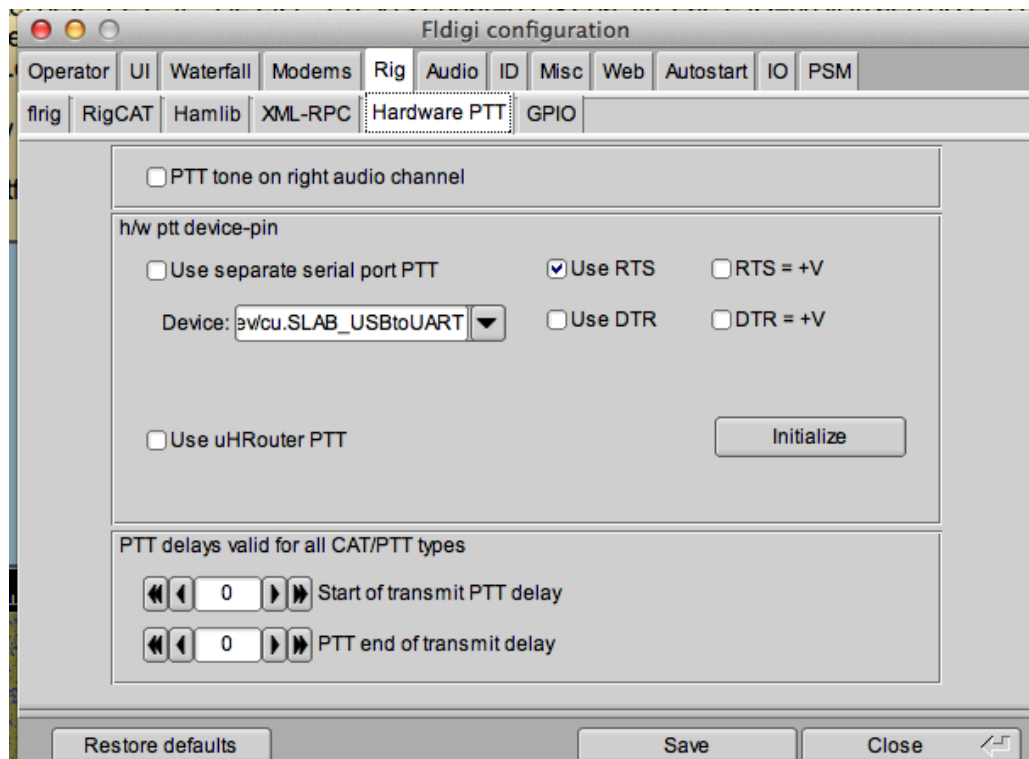 Fldigi configuration
Operator UI Waterfall Modems Rig Audio ID Misc Web Autostart IO PSM
flrig RigCAT Hamlib XML-RPC Hardware PTT GPIO
PTT tone on right audio channel
h/w ptt device-pin
Use separate serial port PTT Use RTS RTS = +V
Device: ev/cu.SLAB_USBtoUART Use DTR DTR = +V
Use uHRouter PTT Initialize
PTT delays valid for all CAT/PTT types
0 Start of transmit PTT delay
0 PTT end of transmit delay
Restore defaults Save Close